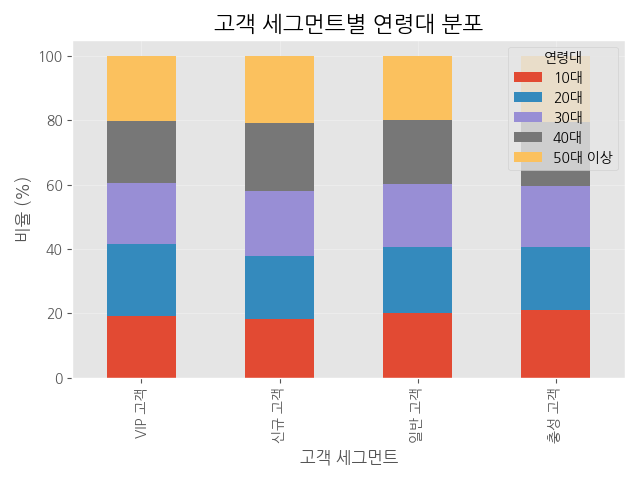 고객 세그먼트별 연령대 분포
비율 (%)
100
80
60
40
20
0
연령대
10대
20대
30대
40대
50대 이상
VIP 고객
신규 고객
일반 고객
충성 고객
고객 세그먼트